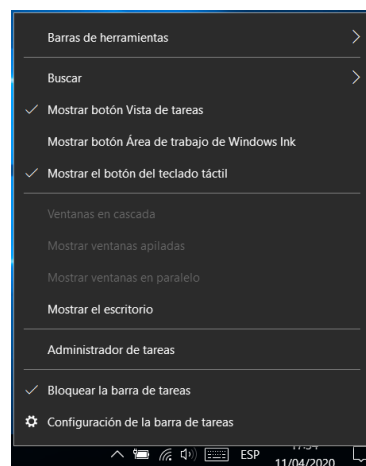 Barras de herramientas
Buscar
Mostrar botón Vista de tareas
Mostrar botón Área de trabajo de Windows Ink
Mostrar el botón del teclado táctil
Ventanas en cascada
Mostrar ventanas apiladas
Mostrar ventanas en paralelo
Mostrar el escritorio
Administrador de tareas
Bloquear la barra de tareas
Configuración de la barra de tareas
ESP
11/04/2020